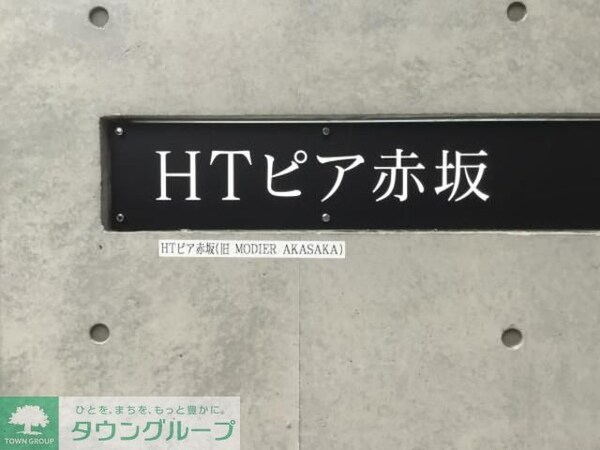 HTピア赤坂
HTピア赤坂(旧 MODIER AKASAKA)
ひとを、まちを、もっと豊かに。
タウングループ
TOWN GROUP